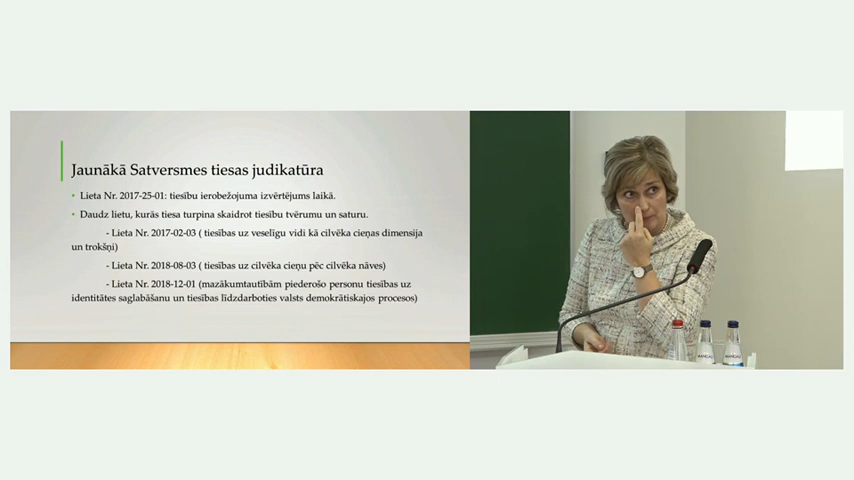 Jaunākā Satversmes tiesas judikatūra
• Lieta Nr. 2017-25-01: tiesību ierobežojuma izvērtējums laikā.
• Daudz lietu, kurās tiesa turpina skaidrot tiesību tvērumu un saturu.
- Lieta Nr. 2017-02-03 ( tiesības uz veselīgu vidi kā cilvēka cieņas dimensija
un trokšņi)
- Lieta Nr. 2018-08-03 ( tiesības uz cilvēka cieņu pēc cilvēka nāves)
- Lieta Nr. 2018-12-01 (mazākumtautībām piederošo personu tiesības uz
identitātes saglabāšanu un tiesības līdzdarboties valsts demokrātiskajos procesos)